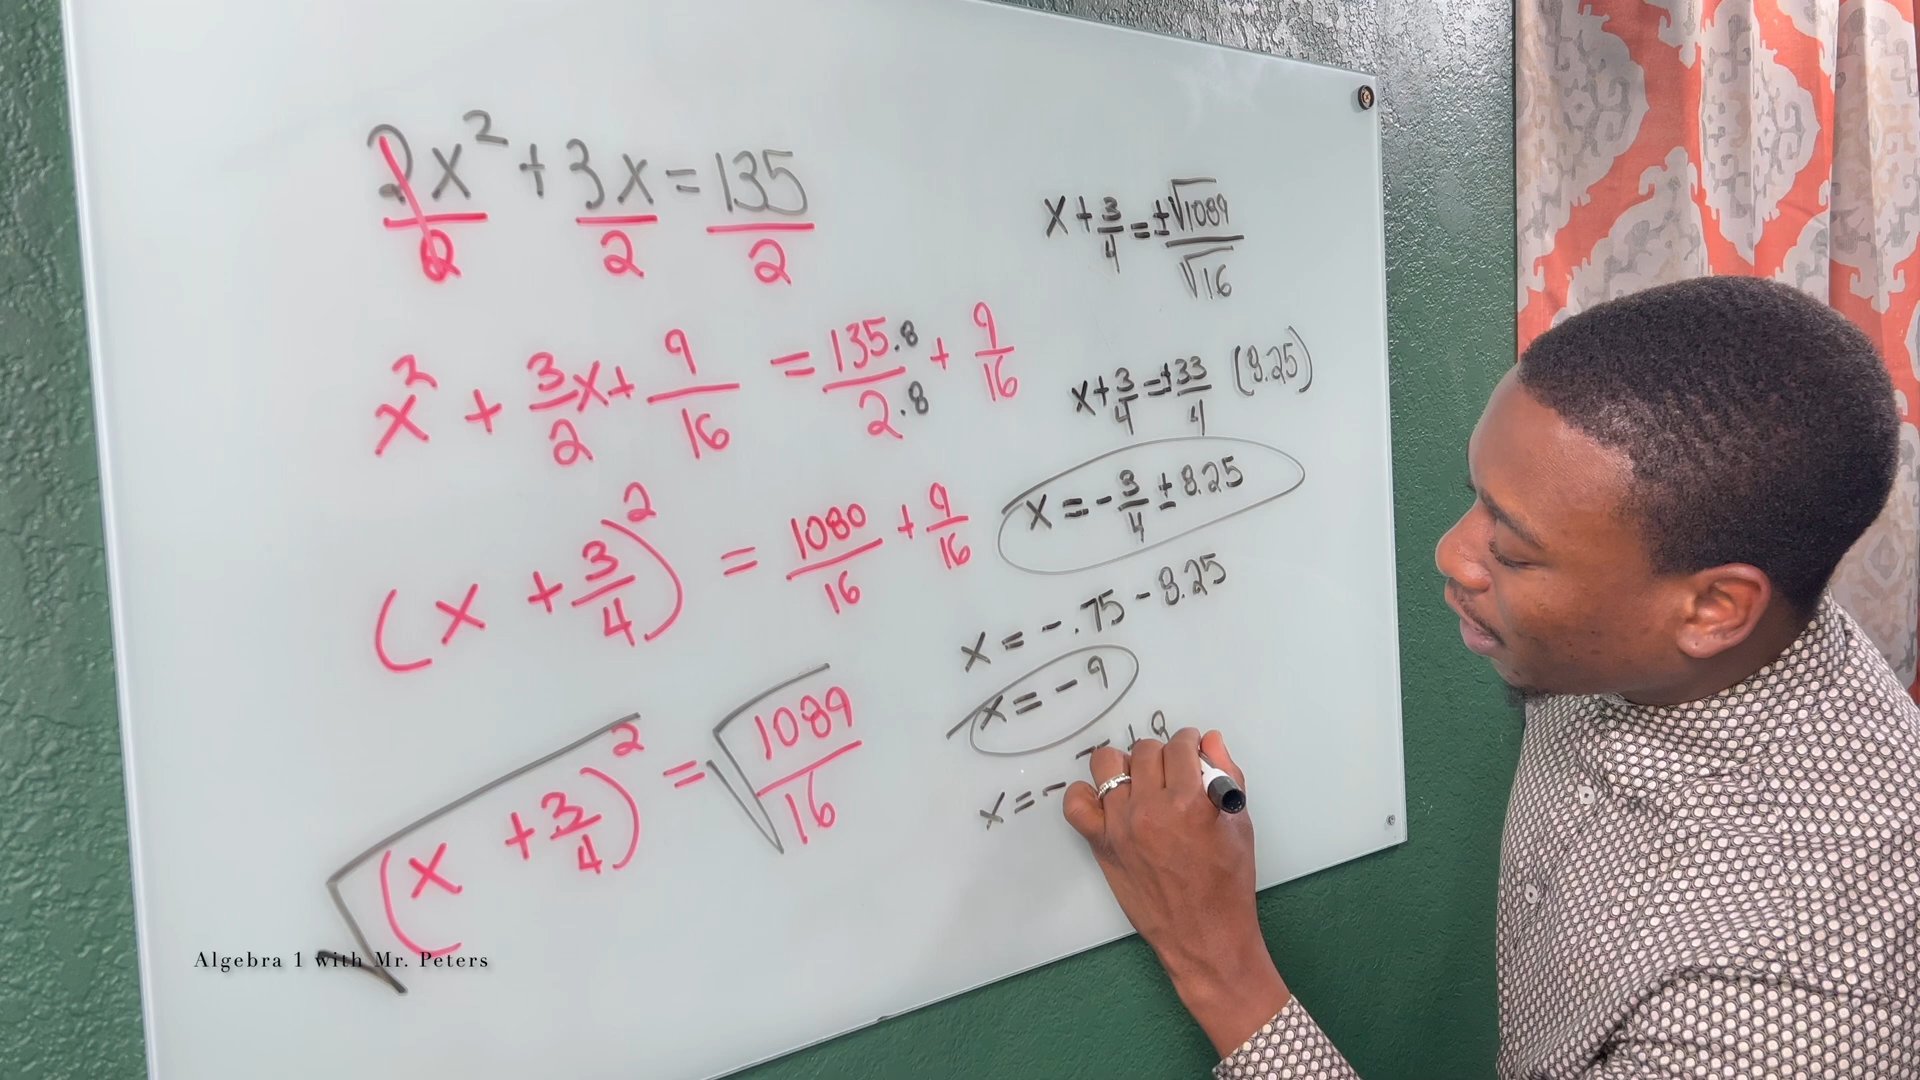 2x² + 3x = 135
2 2 2
x² + 3/2 x + 9/16 = 135.8/2.8 + 9/16
(x + 3/4)² = 1080/16 + 9/16
√(x + 3/4)² = √1089/16
x + 3/4 = ±√1089/√16
x + 3/4 = ±33/4 (8.25)
x = - 3/4 ± 8.25
x = -.75 - 8.25
x = -9
x = -
Algebra 1 with Mr. Peters